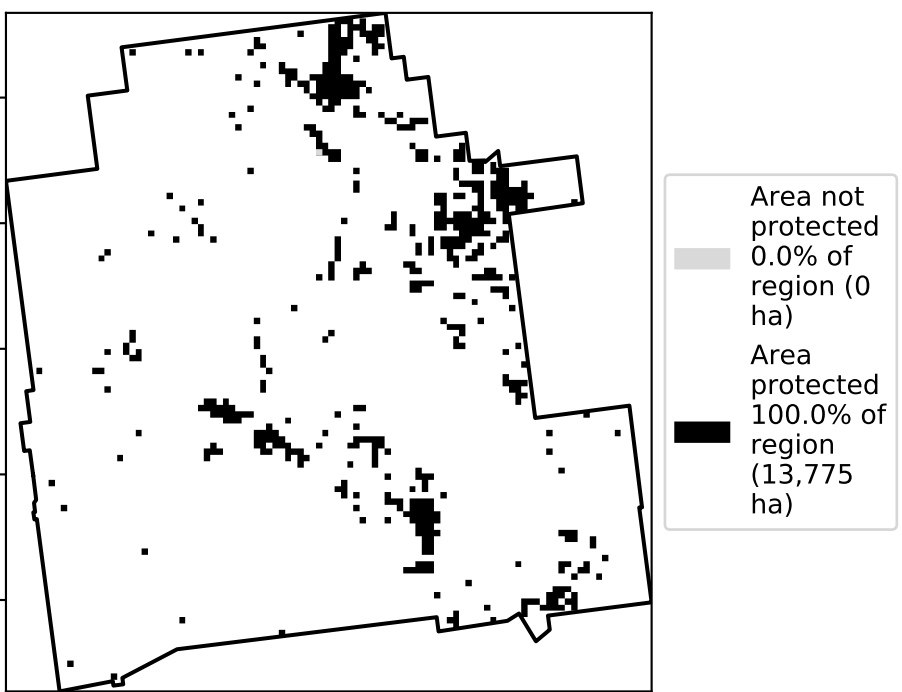 Area not
protected
0.0% of
region (0
ha)
Area
protected
100.0% of
region
(13,775
ha)